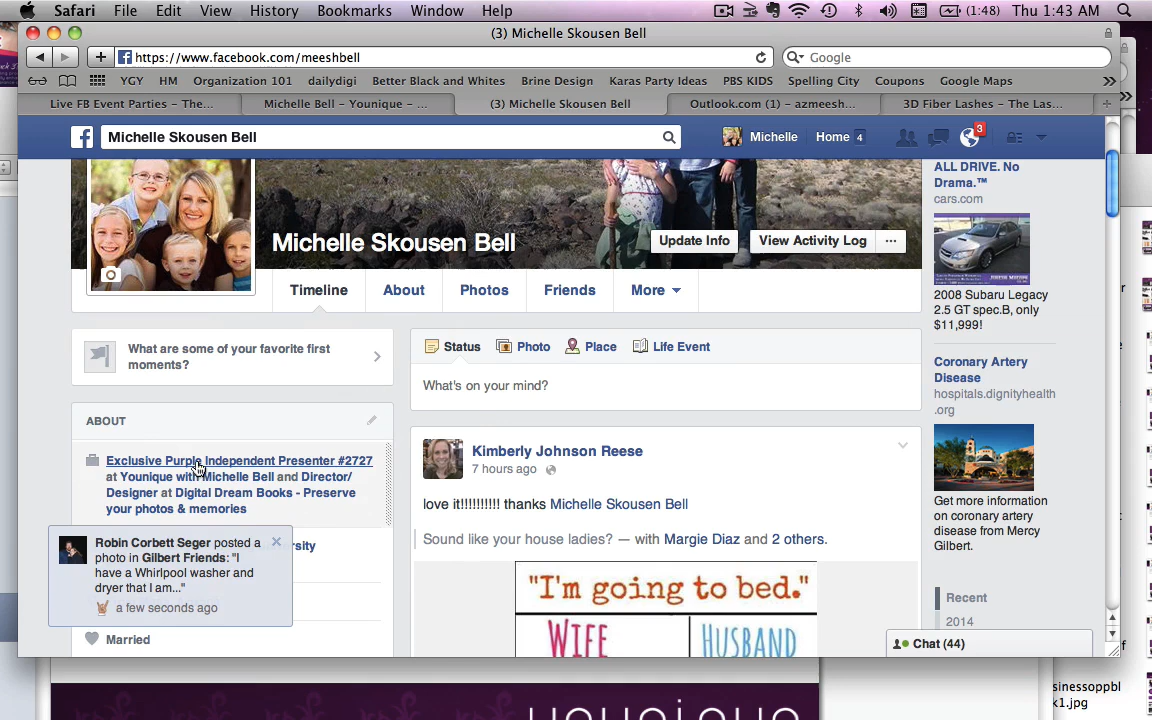 Safari File Edit View History Bookmarks Window Help (1:48) Thu 1:43 AM
(3) Michelle Skousen Bell
https://www.facebook.com/meeshbell
Google
YGY HM Organization 101 dailydigi Better Black and Whites Brine Design Karas Party Ideas PBS KIDS Spelling City Coupons Google Maps
Live FB Event Parties – The... Michelle Bell – Younique – ... (3) Michelle Skousen Bell Outlook.com (1) – azmeesh... 3D Fiber Lashes – The Las...
Michelle Skousen Bell
Michelle Home 4 3
Michelle Skousen Bell
Update Info View Activity Log ...
Timeline About Photos Friends More
What are some of your favorite first
moments?
ABOUT
Exclusive Purple Independent Presenter #2727
at Younique with Michelle Bell and Director/
Designer at Digital Dream Books - Preserve
your photos & memories
Robin Corbett Seger posted a
photo in Gilbert Friends: "I
have a Whirlpool washer and
dryer that I am..."
a few seconds ago
Married
Status Photo Place Life Event
What's on your mind?
Kimberly Johnson Reese
7 hours ago
love it!!!!!!!!!! thanks Michelle Skousen Bell
Sound like your house ladies? — with Margie Diaz and 2 others.
"I'm going to bed."
WIFE HUSBAND
ALL DRIVE. No
Drama.™
cars.com
2008 Subaru Legacy
2.5 GT spec.B, only
$11,999!
Coronary Artery
Disease
hospitals.dignityhealth
.org
Get more information
on coronary artery
disease from Mercy
Gilbert.
Recent
2014
Chat (44)
sinessoppbl
k1.jpg
younique